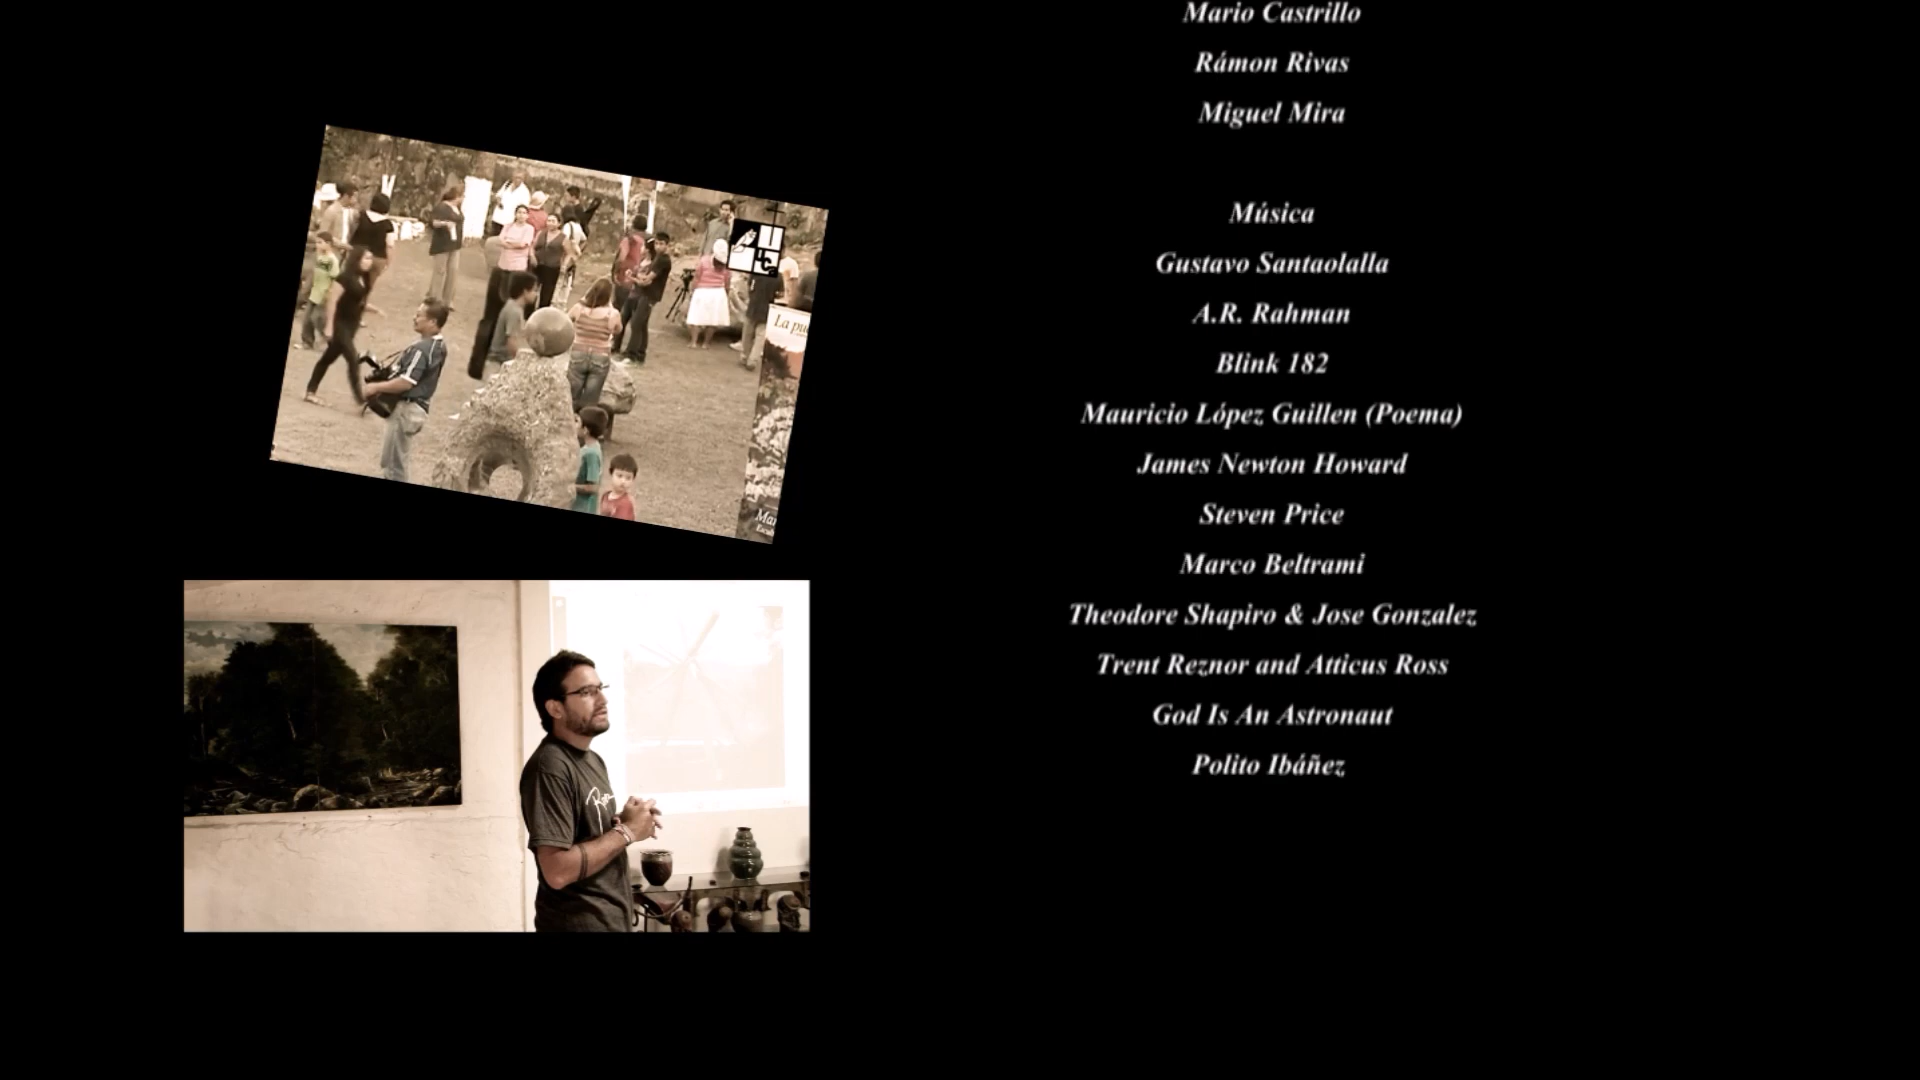 Mario Castrillo
Rámon Rivas
Miguel Mira
Música
Gustavo Santaolalla
A.R. Rahman
Blink 182
Mauricio López Guillen (Poema)
James Newton Howard
Steven Price
Marco Beltrami
Theodore Shapiro & Jose Gonzalez
Trent Reznor and Atticus Ross
God Is An Astronaut
Polito Ibáñez
La